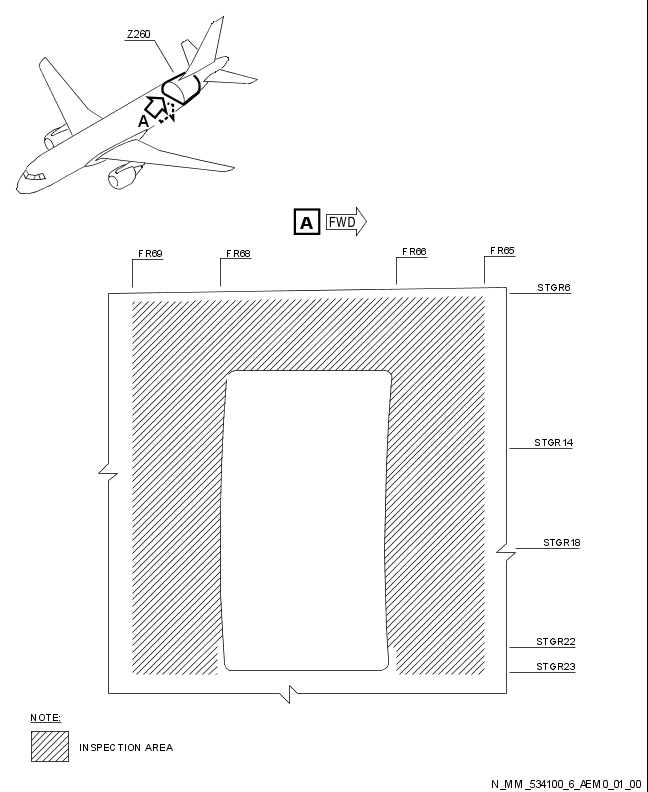 Z260
A
A FWD
FR69
FR68
FR66
FR65
STGR6
STGR14
STGR18
STGR22
STGR23
NOTE:
INSPECTION AREA
N_MM_534100_6_AEM0_01_00